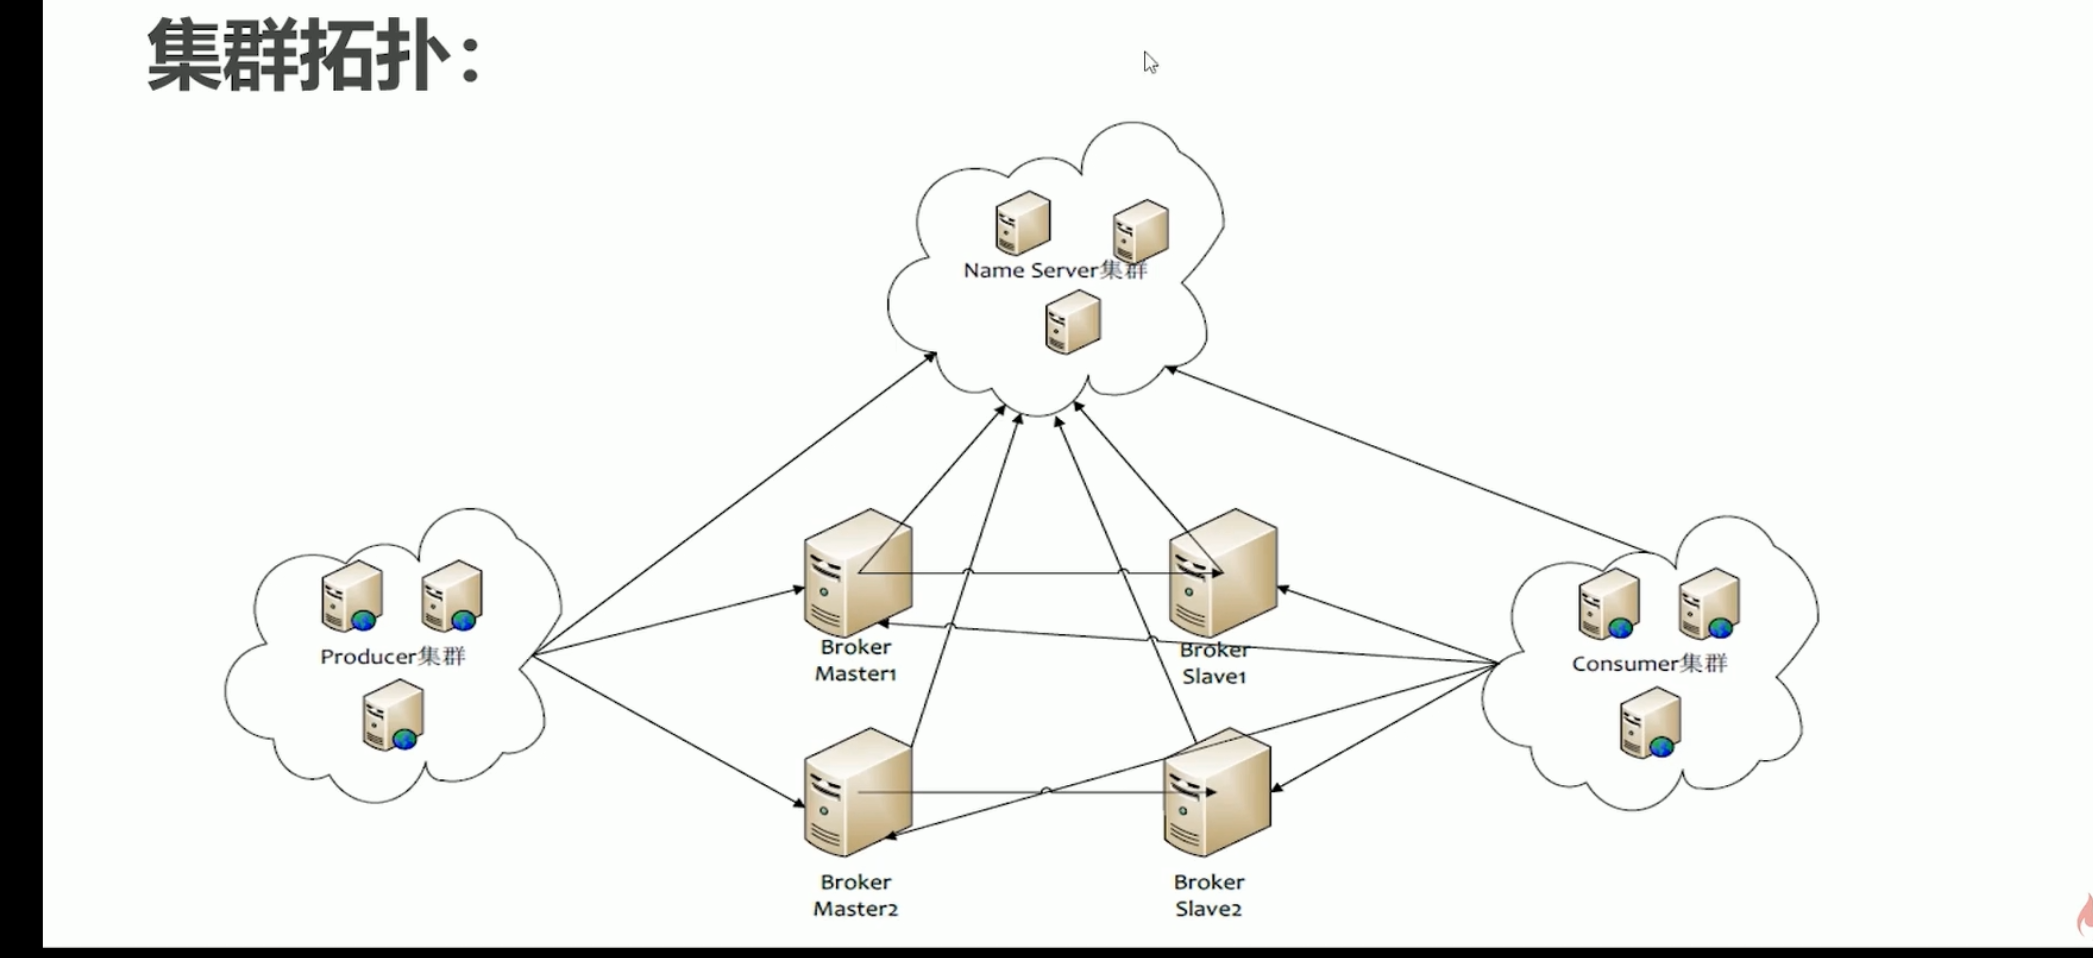 集群拓扑：
Name Server集群
Producer集群
Broker
Master1
Broker
Slave1
Consumer集群
Broker
Master2
Broker
Slave2